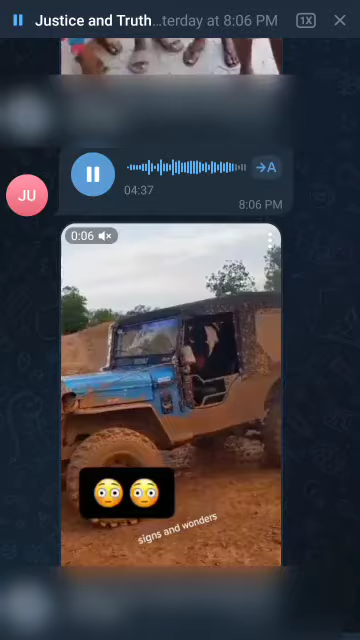 Justice and Truth...terday at 8:06 PM
1X
04:37
A
8:06 PM
JU
0:06
signs and wonders